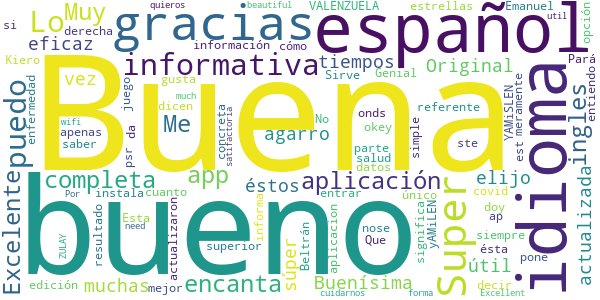 quieros
beautiful
VALENZUELA
estrellas
Emanuel
util
si
Lo
Muy
gracias
español
opción
derecha
eficaz
información
cómo
tiempos
Kiero
informativa
Original
Pará
vez
gusta
Sirve
Genial
Buena
idioma
ingles
entiendo
YAMiSLEN
meramente
est
puedo
enfermedad
wifi
apenas
saber
juego
dicen
da
psr
much
Me
concreta
satisfactoria
No
agarro
onds
okey
parte
salud
datos
simple
referente
ste
Excelente
completa
app
éstos
aplicación
elijo
actualizada
Por
instala
cuanto
entrar
único
útil
Super
covid
doy
ap
siempre
bueno
ZULAY
resultado
Esta
need
actualizaron
superior
informa
súper
Beltrán
aplicacion
nose
Que
significa
yAMiLEN
ésta
pone
edición
muchas
mejor
encanta
cuidarnos
Buenísima
forma
decir
Excellent